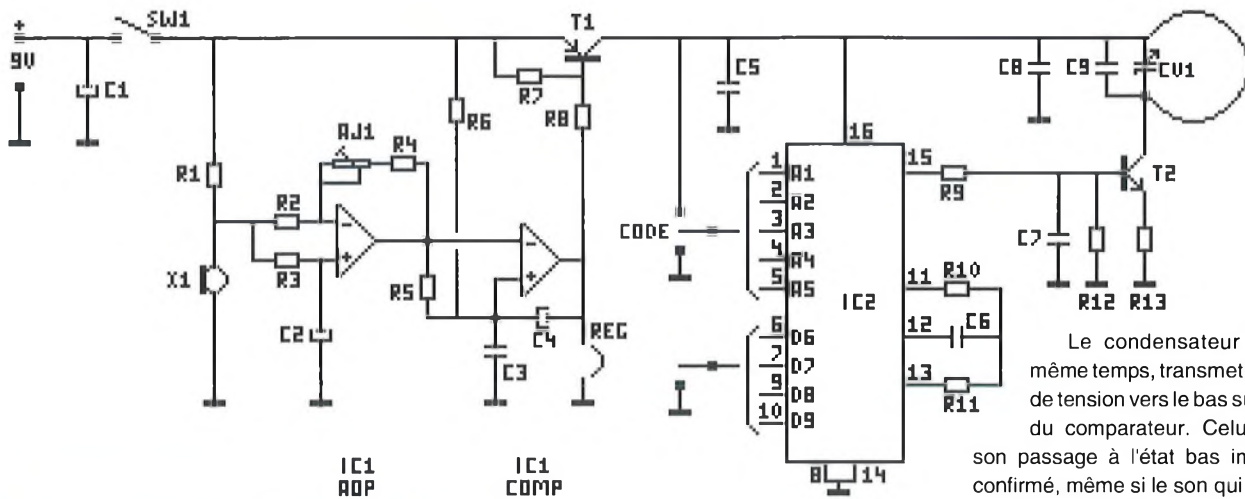 +
9V
SW1
C1
R1
X1
R2
R3
C2
AJ1
R4
R5
R6
C3
C4
T1
R7
R8
REG
IC1
AOP
IC1
COMP
CODE
C5
1 A1
2 A2
3 A3
4 A4
5 A5
6 D6
7 D7
9 D8
10 D9
IC2
16
15
11
12
13
8 14
R9
R10
C6
R11
C7
R12
R13
T2
C8
C9
CV1
Le condensateur
même temps, transmet
de tension vers le bas su
du comparateur. Celu
son passage à l'état bas im
confirmé, même si le son qui